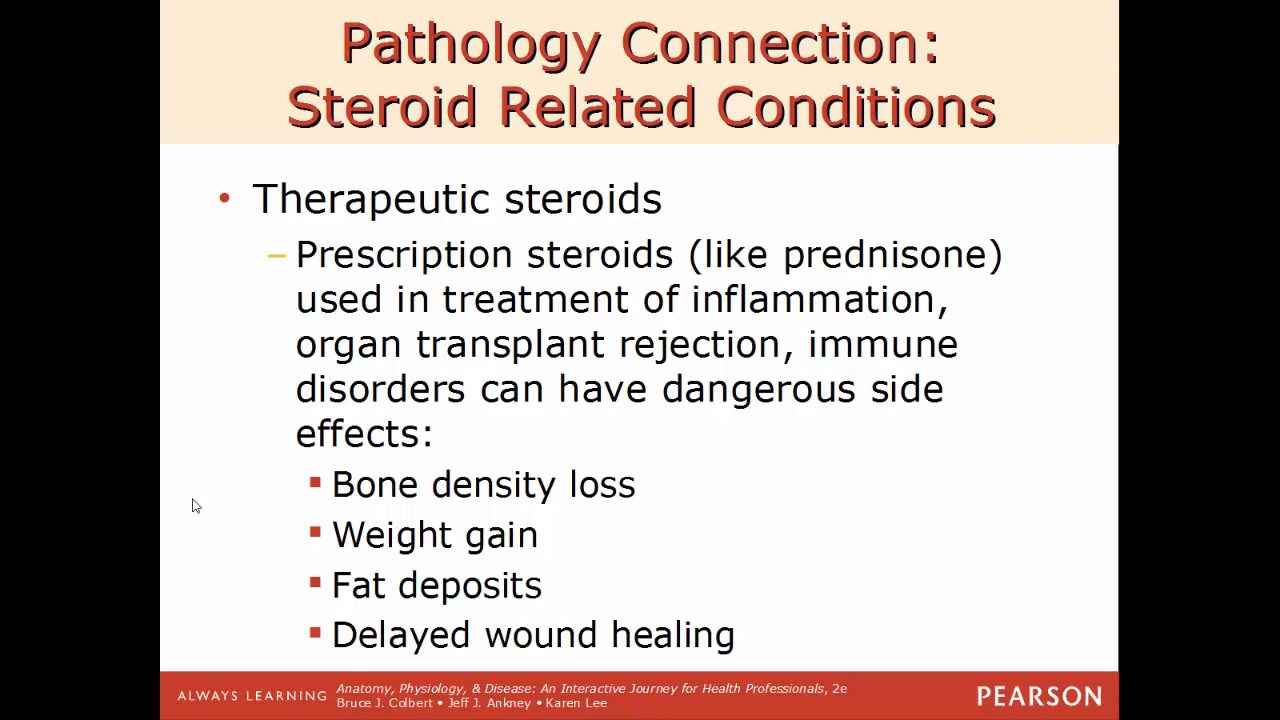 Pathology Connection:
Steroid Related Conditions
• Therapeutic steroids
– Prescription steroids (like prednisone)
used in treatment of inflammation,
organ transplant rejection, immune
disorders can have dangerous side
effects:
▪ Bone density loss
▪ Weight gain
▪ Fat deposits
▪ Delayed wound healing
ALWAYS LEARNING
Anatomy, Physiology, & Disease: An Interactive Journey for Health Professionals, 2e
Bruce J. Colbert • Jeff J. Ankney • Karen Lee
PEARSON